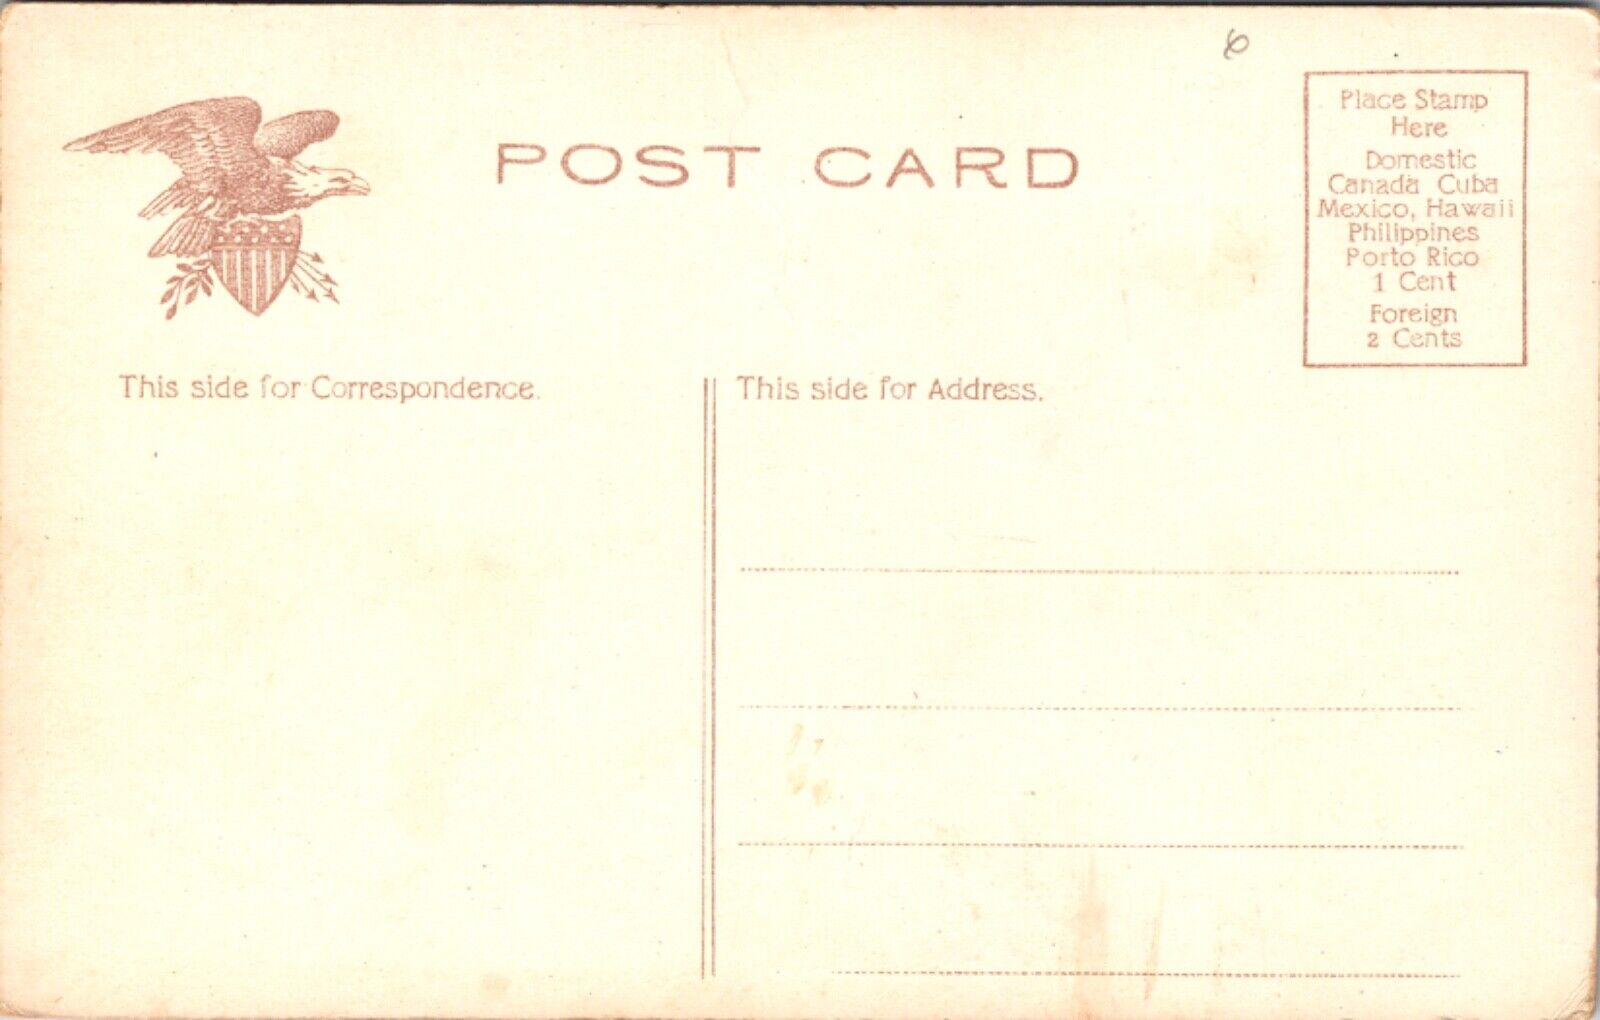 6
POST CARD
Place Stamp
Here
Domestic
Canada Cuba
Mexico, Hawaii
Philippines
Porto Rico
1 Cent
Foreign
2 Cents
This side for Correspondence.
This side for Address.